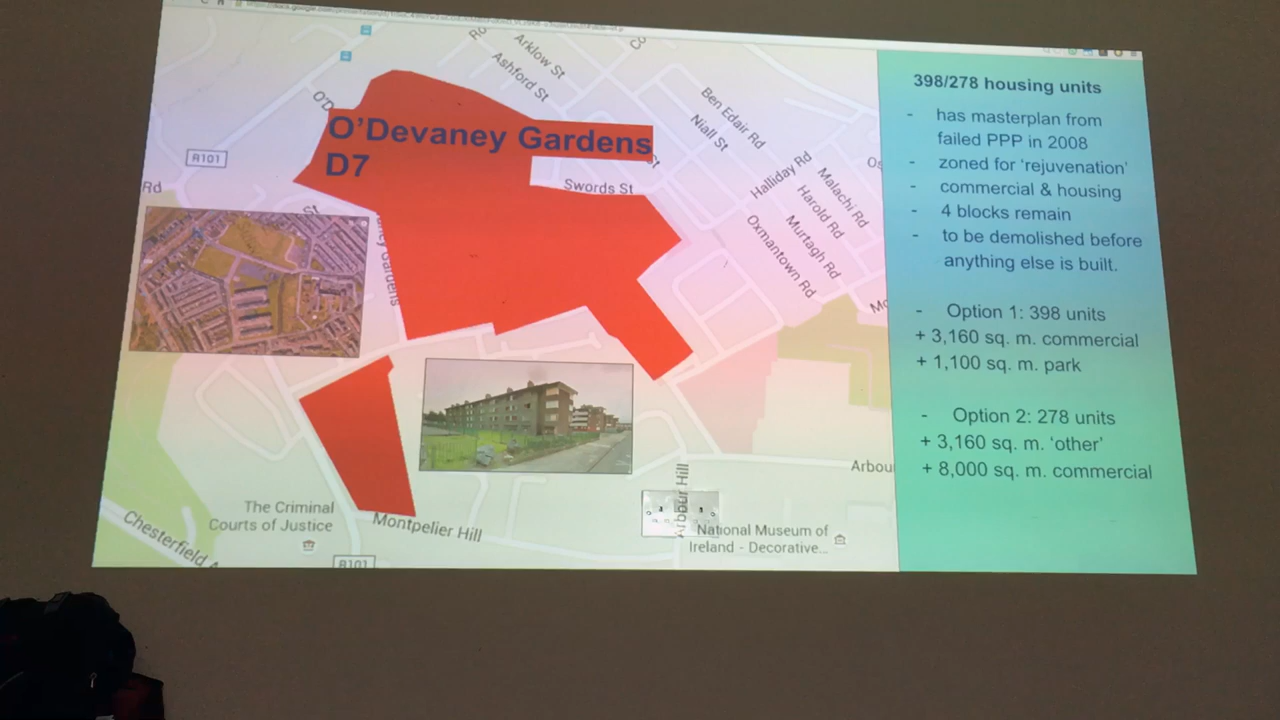 Arklow St
Ashford St
Ben Edair Rd
Niall St
O'Devaney Gardens
D7
R101
Rd
St
Swords St
Halliday Rd
Malachi Rd
Harold Rd
Murtagh Rd
Oxmantown Rd
The Criminal
Courts of Justice
Montpelier Hill
Chesterfield
R101
Arbour Hill
Arbou
National Museum of
Ireland - Decorative...
398/278 housing units
- has masterplan from
failed PPP in 2008
- zoned for 'rejuvenation'
- commercial & housing
- 4 blocks remain
- to be demolished before
anything else is built.
- Option 1: 398 units
+ 3,160 sq. m. commercial
+ 1,100 sq. m. park
- Option 2: 278 units
+ 3,160 sq. m. 'other'
+ 8,000 sq. m. commercial